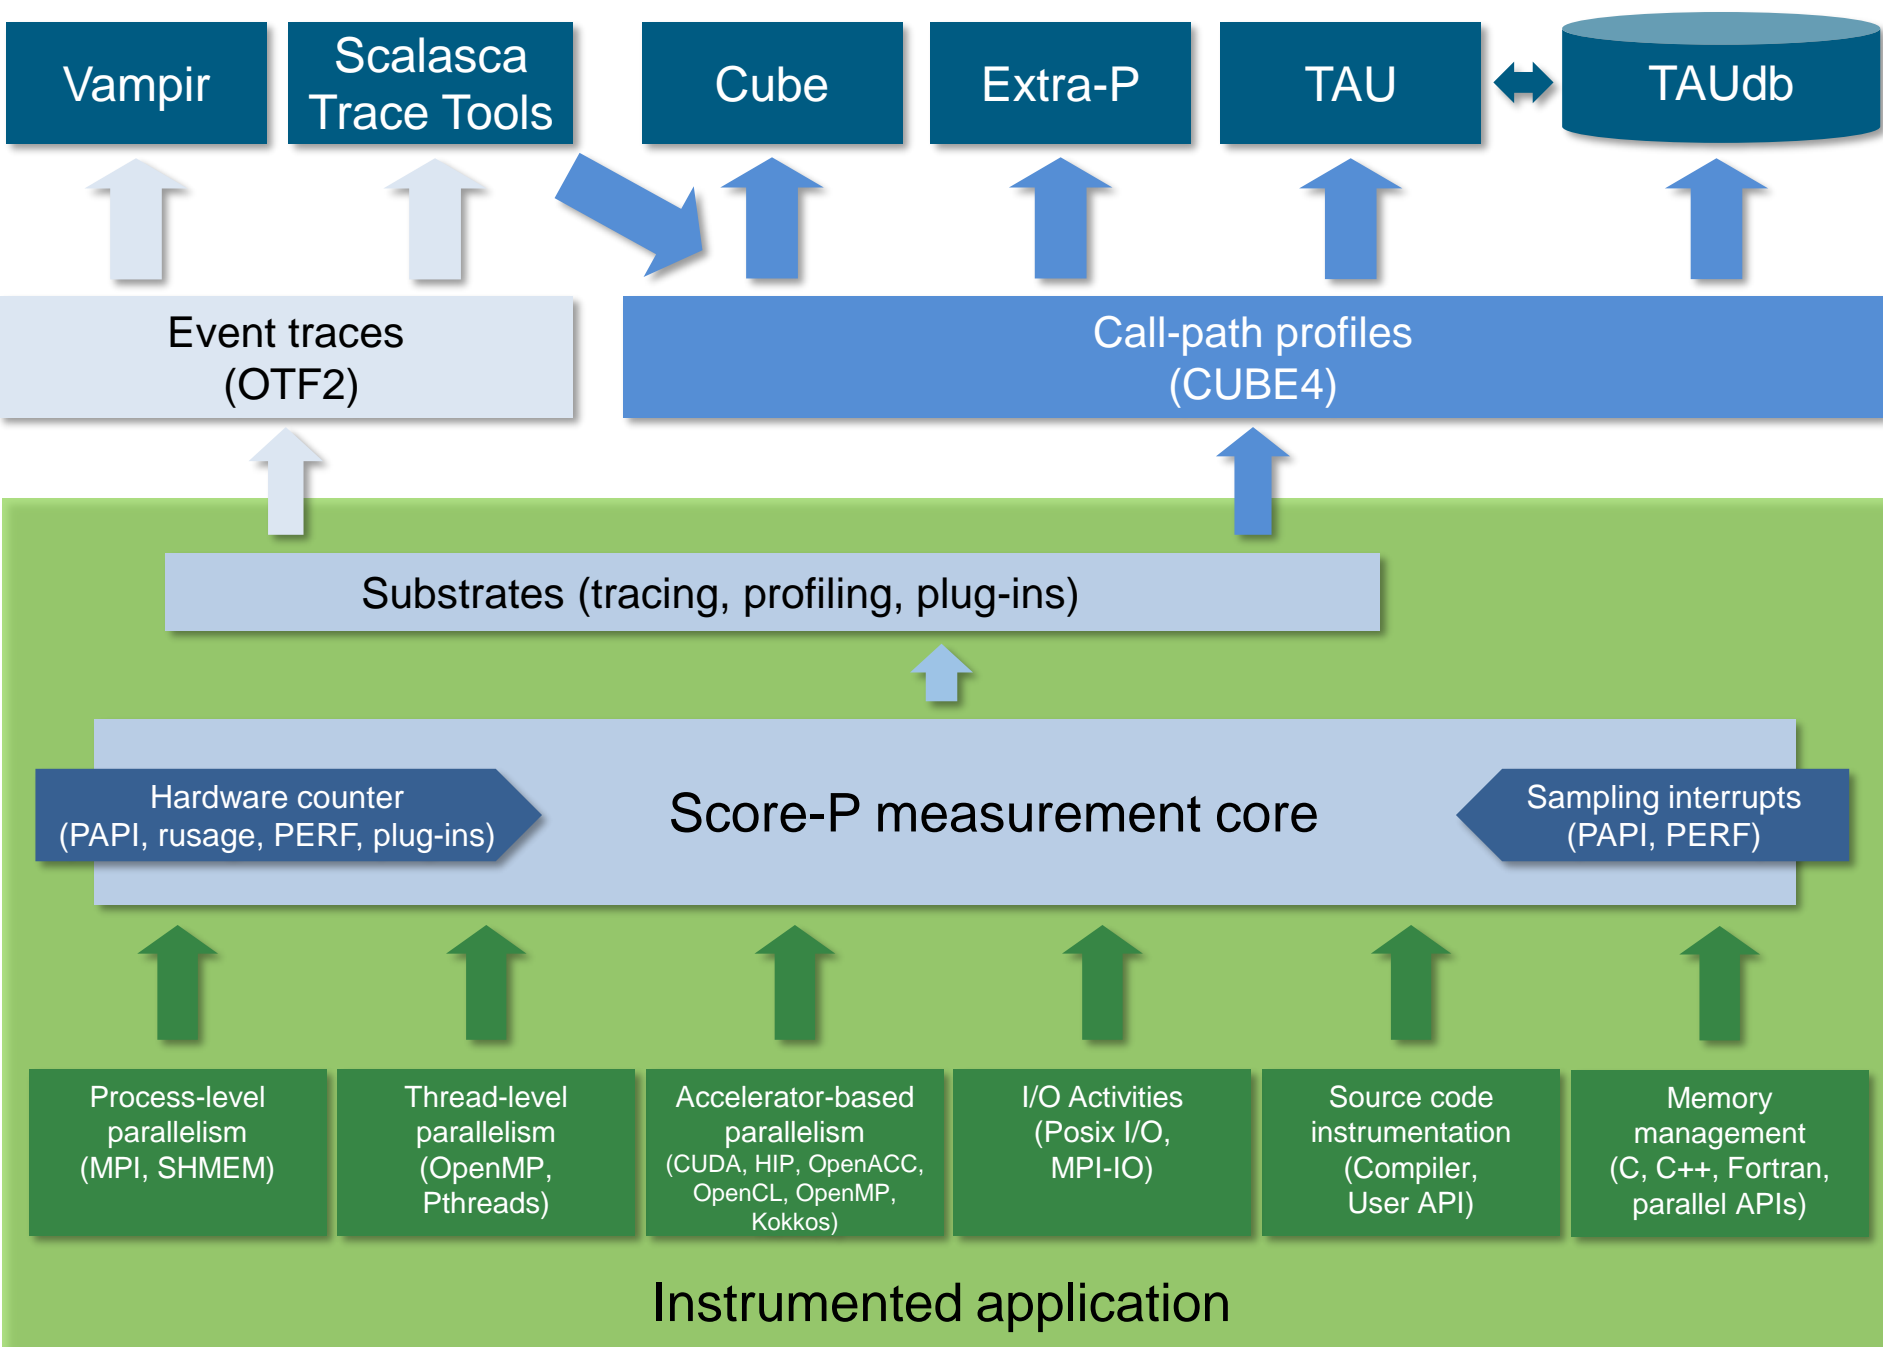 Vampir
Scalasca
Trace Tools
Cube
Extra-P
TAU
TAUdb
Event traces
(OTF2)
Call-path profiles
(CUBE4)
Substrates (tracing, profiling, plug-ins)
Hardware counter
(PAPI, rusage, PERF, plug-ins)
Score-P measurement core
Sampling interrupts
(PAPI, PERF)
Process-level
parallelism
(MPI, SHMEM)
Thread-level
parallelism
(OpenMP,
Pthreads)
Accelerator-based
parallelism
(CUDA, HIP, OpenACC,
OpenCL, OpenMP,
Kokkos)
I/O Activities
(Posix I/O,
MPI-IO)
Source code
instrumentation
(Compiler,
User API)
Memory
management
(C, C++, Fortran,
parallel APIs)
Instrumented application